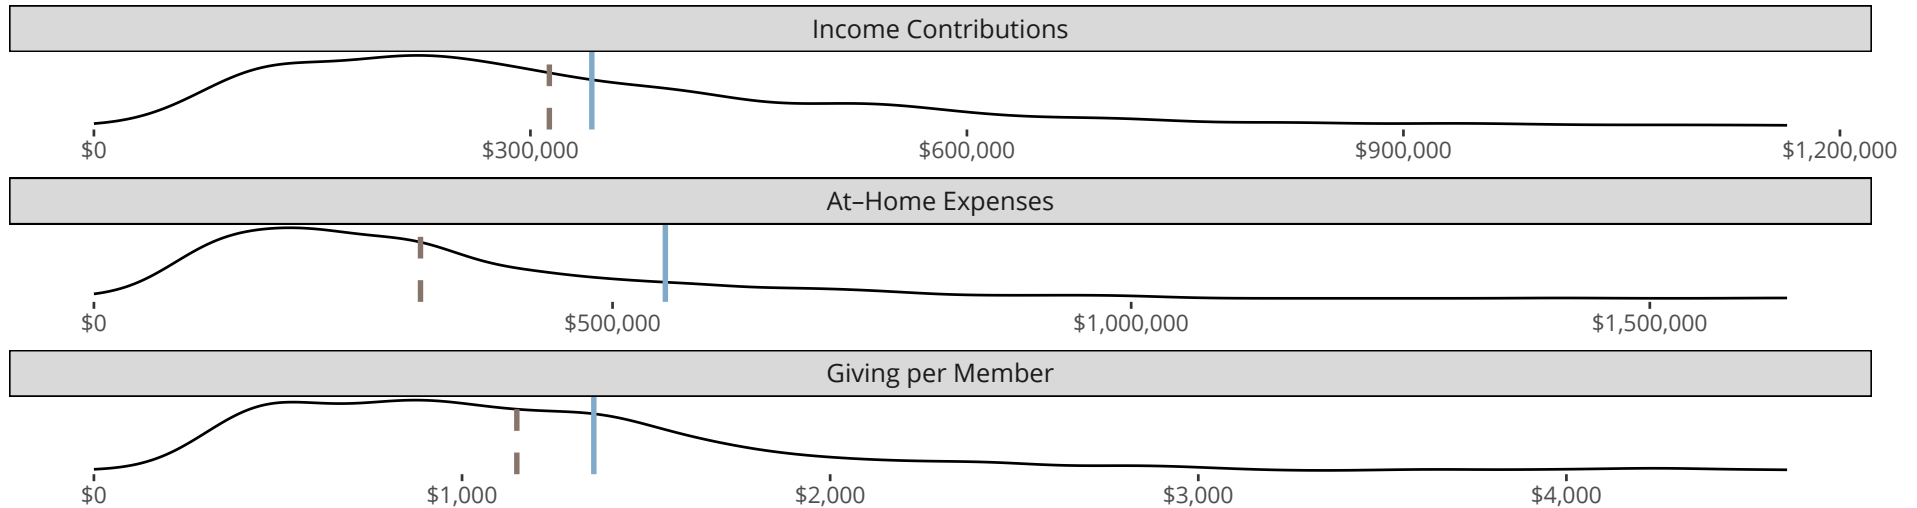 Income Contributions
$0 $300,000 $600,000 $900,000 $1,200,000
At–Home Expenses
$0 $500,000 $1,000,000 $1,500,000
Giving per Member
$0 $1,000 $2,000 $3,000 $4,000